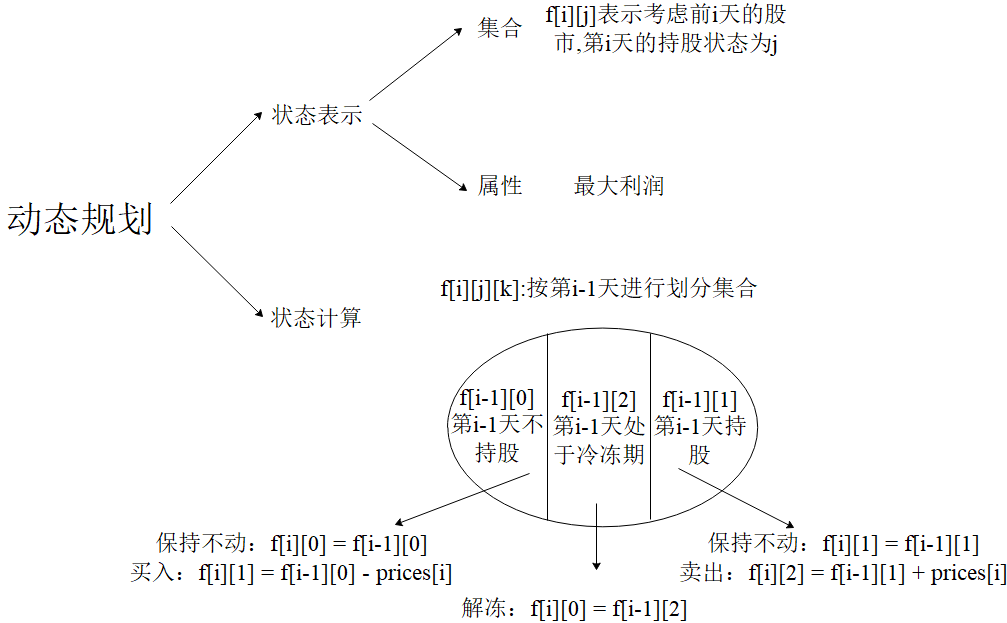 集合
f[i][j]表示考虑前i天的股
市,第i天的持股状态为j
状态表示
属性 最大利润
动态规划
状态计算
f[i][j][k]:按第i-1天进行划分集合
f[i-1][0]
第i-1天不
持股
f[i-1][2]
第i-1天处
于冷冻期
f[i-1][1]
第i-1天持
股
保持不动：f[i][0] = f[i-1][0]
买入：f[i][1] = f[i-1][0] - prices[i]
解冻：f[i][0] = f[i-1][2]
保持不动：f[i][1] = f[i-1][1]
卖出：f[i][2] = f[i-1][1] + prices[i]